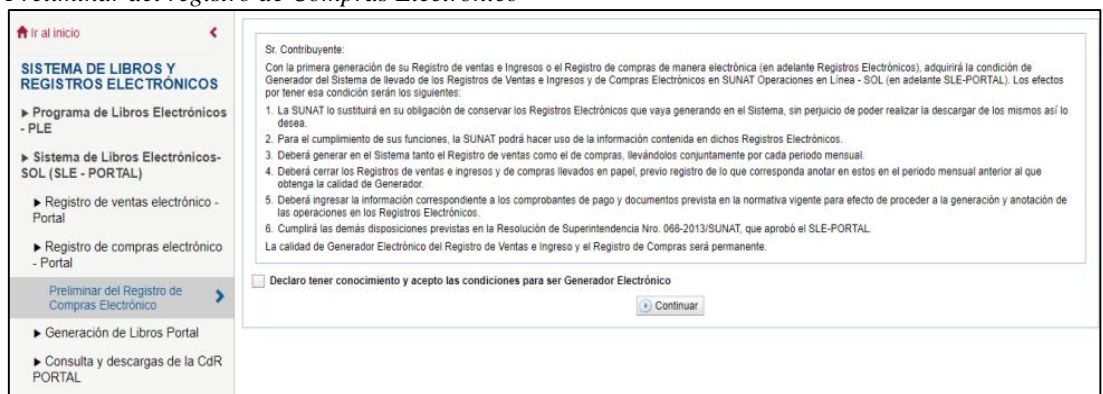 Preliminar del registro de Compras Electrónico
Ir al inicio
SISTEMA DE LIBROS Y
REGISTROS ELECTRÓNICOS
Programa de Libros Electrónicos
- PLE
Sistema de Libros Electrónicos-
SOL (SLE - PORTAL)
Registro de ventas electrónico -
Portal
Registro de compras electrónico
- Portal
Preliminar del Registro de
Compras Electrónico
Generación de Libros Portal
Consulta y descargas de la CdR
PORTAL
Sr. Contribuyente:
Con la primera generación de su Registro de ventas e Ingresos o el Registro de compras de manera electrónica (en adelante Registros Electrónicos), adquirirá la condición de
Generador del Sistema de llevado de los Registros de Ventas e Ingresos y de Compras Electrónicos en SUNAT Operaciones en Línea - SOL (en adelante SLE-PORTAL). Los efectos
por tener esa condición serán los siguientes:
1. La SUNAT lo sustituirá en su obligación de conservar los Registros Electrónicos que vaya generando en el Sistema, sin perjuicio de poder realizar la descarga de los mismos así lo
desea.
2. Para el cumplimiento de sus funciones, la SUNAT podrá hacer uso de la información contenida en dichos Registros Electrónicos.
3. Deberá generar en el Sistema tanto el Registro de ventas como el de compras, llevándolos conjuntamente por cada periodo mensual.
4. Deberá cerrar los Registros de ventas e ingresos y de compras llevados en papel, previo registro de lo que corresponda anotar en estos en el periodo mensual anterior al que
obtenga la calidad de Generador.
5. Deberá ingresar la información correspondiente a los comprobantes de pago y documentos prevista en la normativa vigente para efecto de proceder a la generación y anotación de
las operaciones en los Registros Electrónicos.
6. Cumplirá las demás disposiciones previstas en la Resolución de Superintendencia Nro. 066-2013/SUNAT, que aprobó el SLE-PORTAL.
La calidad de Generador Electrónico del Registro de Ventas e Ingreso y el Registro de Compras será permanente.
Declaro tener conocimiento y acepto las condiciones para ser Generador Electrónico
Continuar